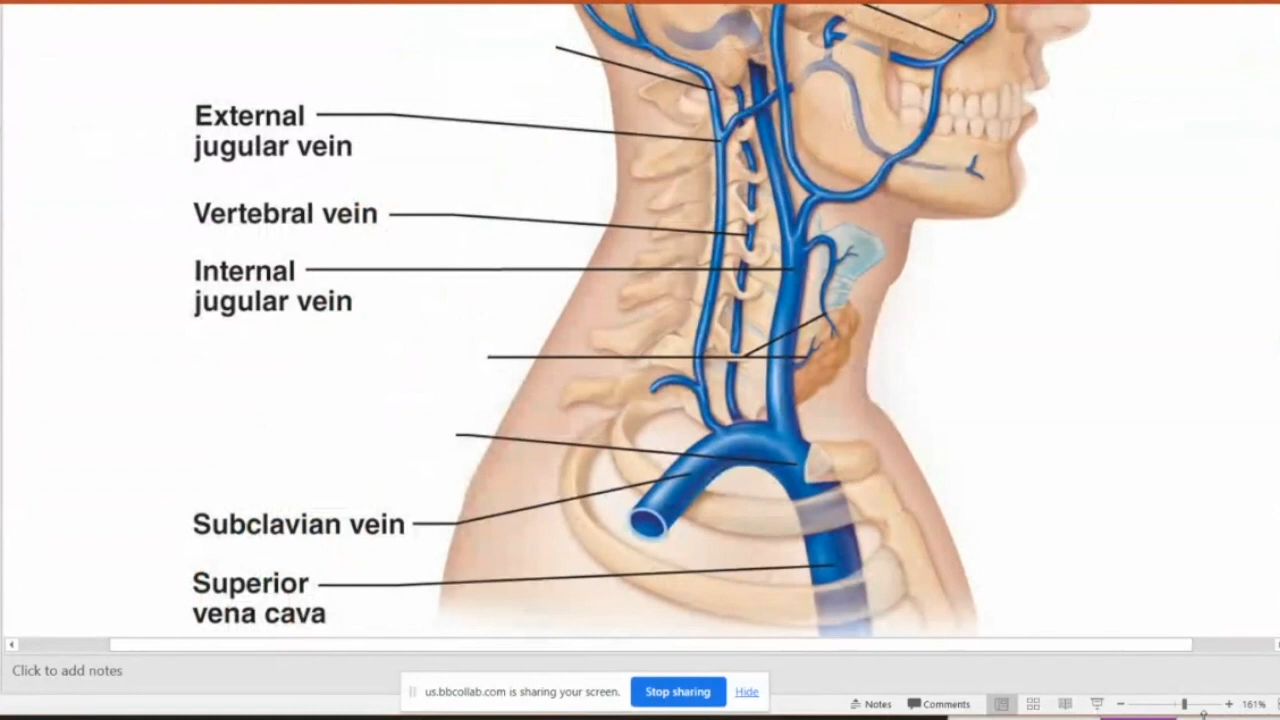 External
jugular vein
Vertebral vein
Internal
jugular vein
Subclavian vein
Superior
vena cava
Click to add notes
us.bbcollab.com is sharing your screen.
Stop sharing
Hide
Notes
Comments
161%